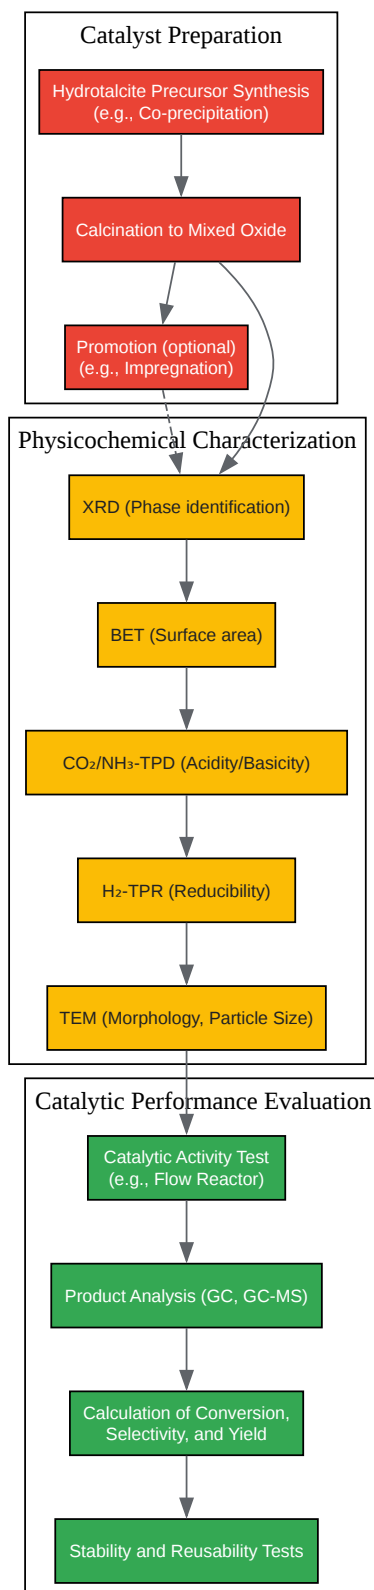 Catalyst Preparation
Hydrotalcite Precursor Synthesis
(e.g., Co-precipitation)
Calcination to Mixed Oxide
Promotion (optional)
(e.g., Impregnation)
Physicochemical Characterization
XRD (Phase identification)
BET (Surface area)
CO₂/NH₃-TPD (Acidity/Basicity)
H₂-TPR (Reducibility)
TEM (Morphology, Particle Size)
Catalytic Performance Evaluation
Catalytic Activity Test
(e.g., Flow Reactor)
Product Analysis (GC, GC-MS)
Calculation of Conversion,
Selectivity, and Yield
Stability and Reusability Tests